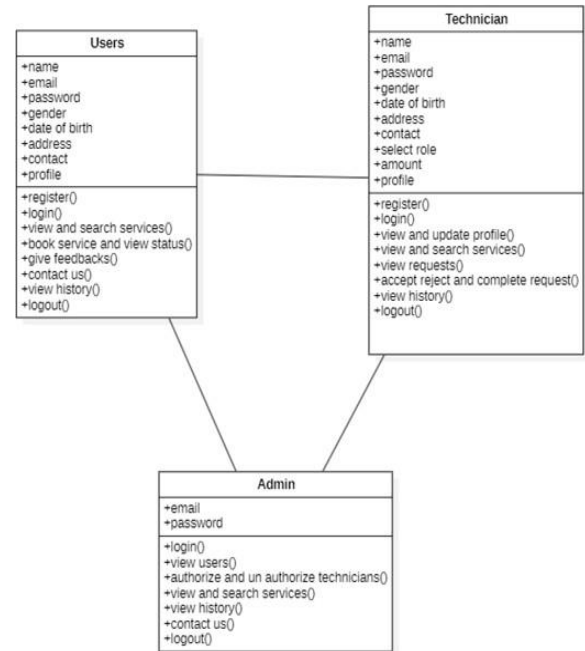 Users
+name
+email
+password
+gender
+date of birth
+address
+contact
+profile
+register()
+login()
+view and search services()
+book service and view status()
+give feedbacks()
+contact us()
+view history()
+logout()
Technician
+name
+email
+password
+gender
+date of birth
+address
+contact
+select role
+amount
+profile
+register()
+login()
+view and update profile()
+view and search services()
+view requests()
+accept reject and complete request()
+view history()
+logout()
Admin
+email
+password
+login()
+view users()
+authorize and un authorize technicians()
+view and search services()
+view history()
+contact us()
+logout()